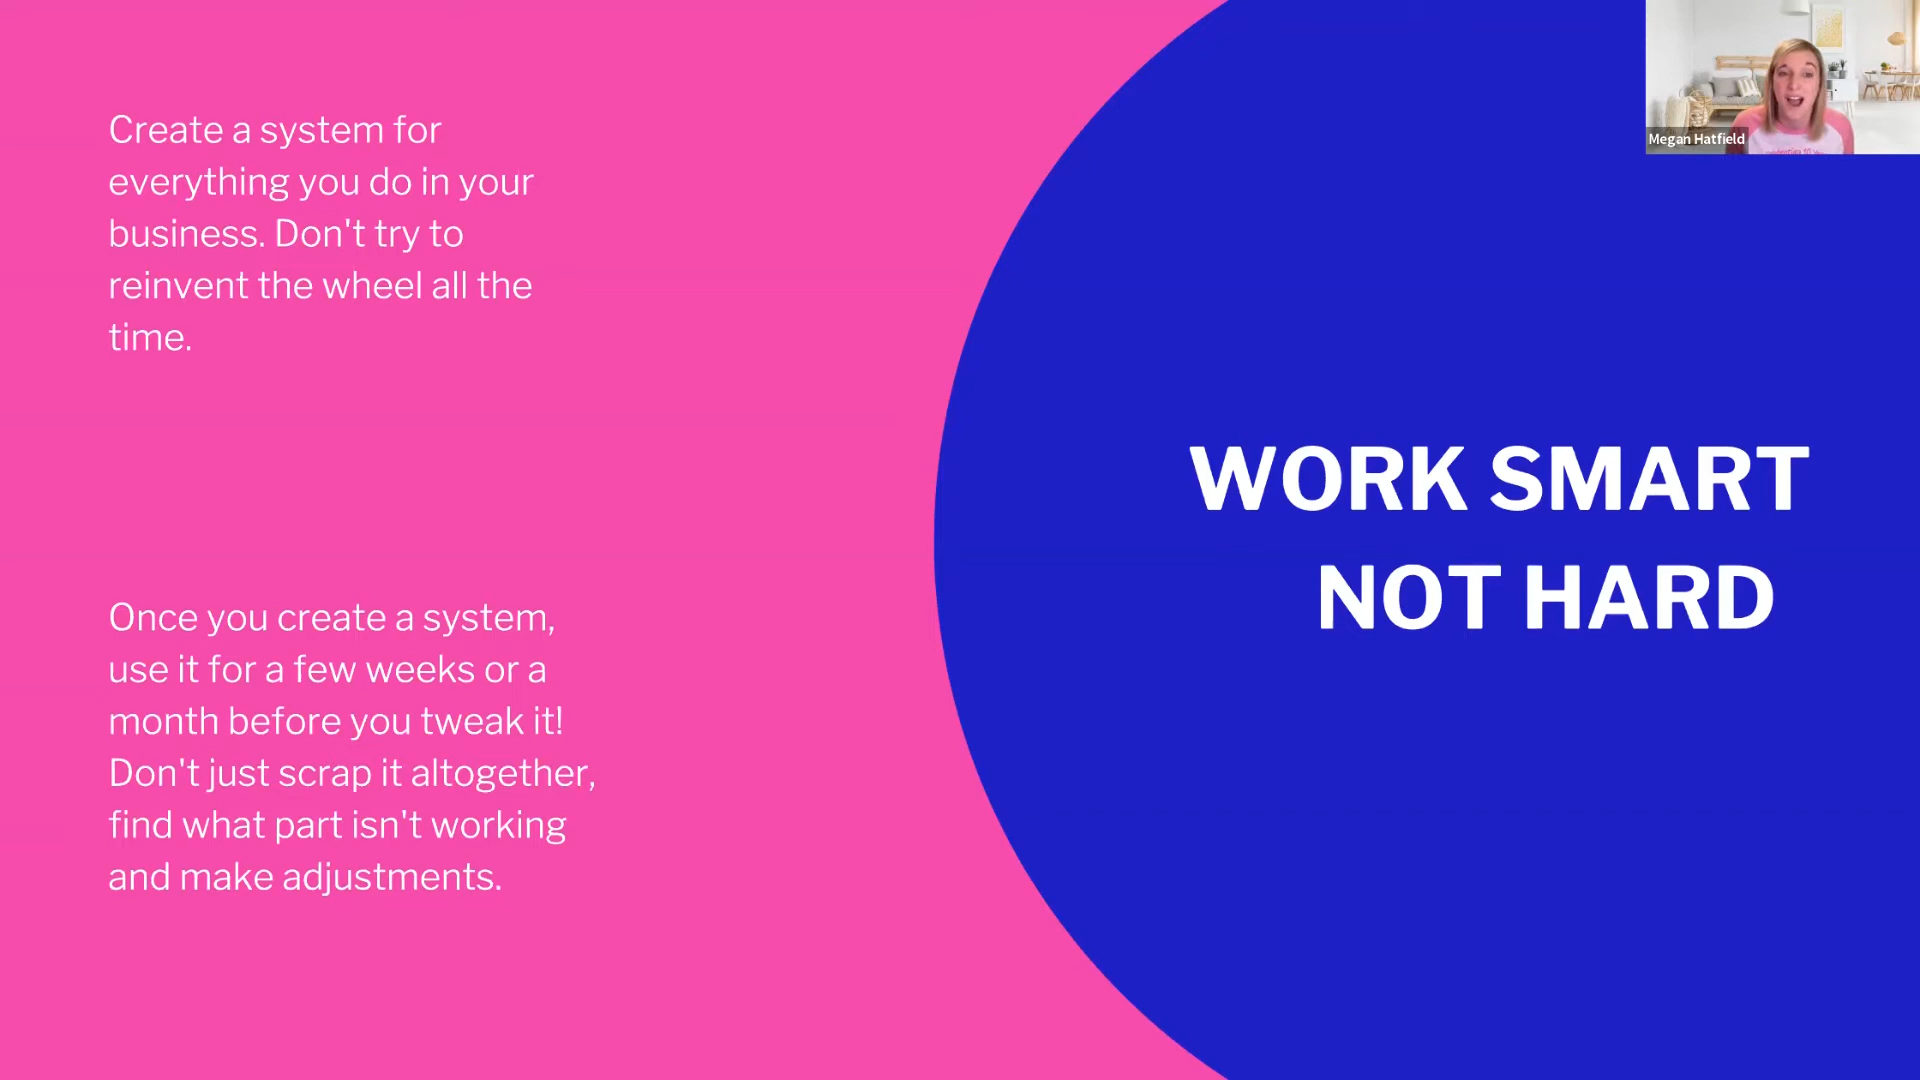 Create a system for
everything you do in your
business. Don't try to
reinvent the wheel all the
time.
Once you create a system,
use it for a few weeks or a
month before you tweak it!
Don't just scrap it altogether,
find what part isn't working
and make adjustments.
WORK SMART
NOT HARD
Megan Hatfield